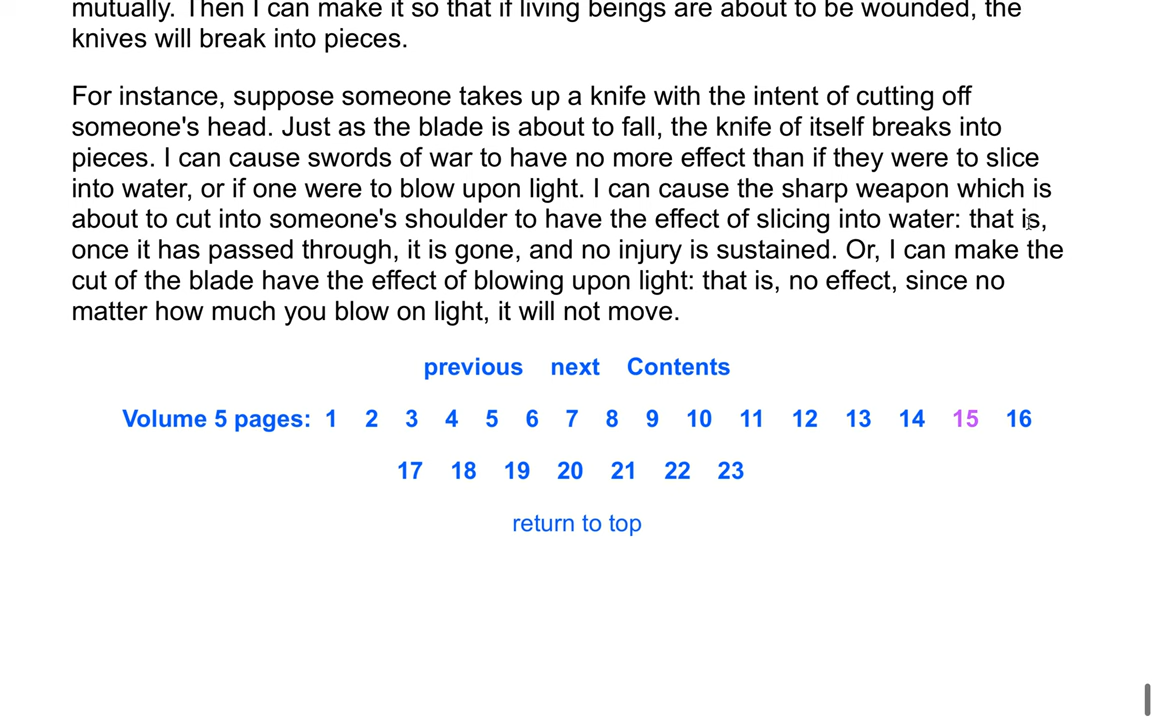 mutually. Then I can make it so that if living beings are about to be wounded, the
knives will break into pieces.
For instance, suppose someone takes up a knife with the intent of cutting off
someone's head. Just as the blade is about to fall, the knife of itself breaks into
pieces. I can cause swords of war to have no more effect than if they were to slice
into water, or if one were to blow upon light. I can cause the sharp weapon which is
about to cut into someone's shoulder to have the effect of slicing into water: that is,
once it has passed through, it is gone, and no injury is sustained. Or, I can make the
cut of the blade have the effect of blowing upon light: that is, no effect, since no
matter how much you blow on light, it will not move.
previous next Contents
Volume 5 pages: 1 2 3 4 5 6 7 8 9 10 11 12 13 14 15 16
17 18 19 20 21 22 23
return to top